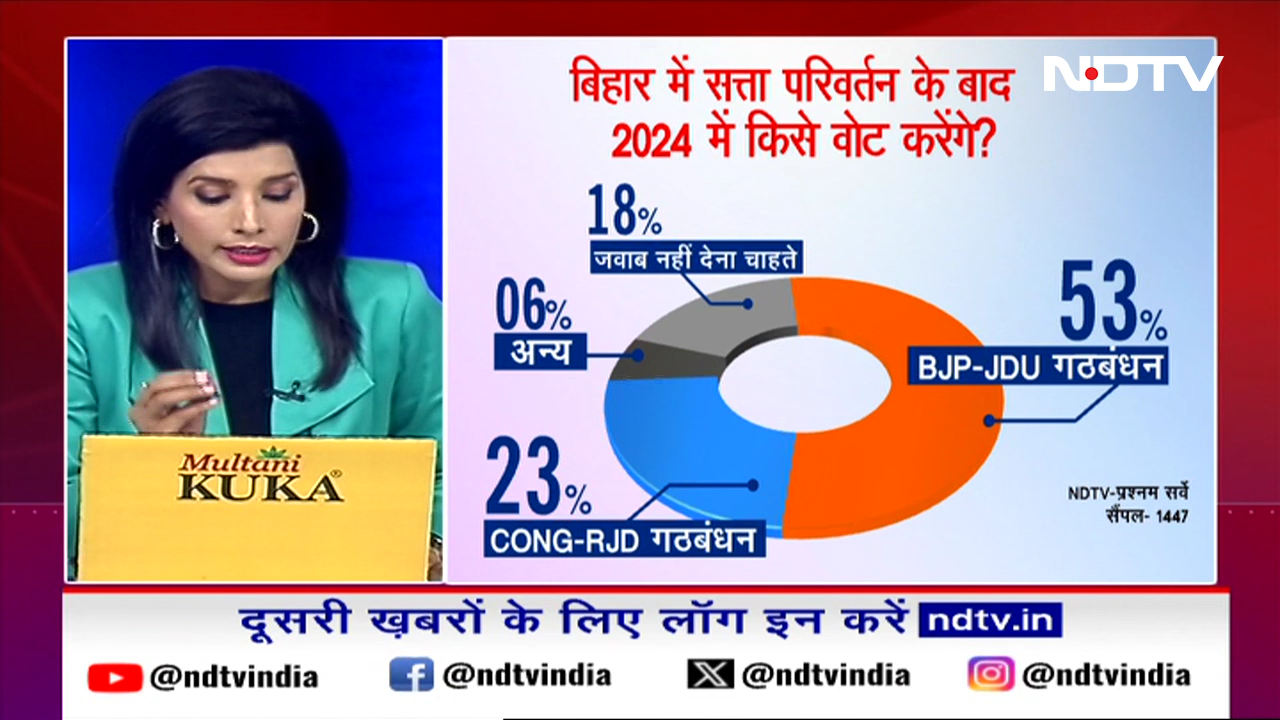 बिहार में सत्ता परिवर्तन के बाद
2024 में किसे वोट करेंगे?
NDTV
18%
जवाब नहीं देना चाहते
06%
अन्य
53%
BJP-JDU गठबंधन
23%
CONG-RJD गठबंधन
NDTV-प्रश्नम सर्वे
सैंपल- 1447
Multani
KUKA®
दूसरी ख़बरों के लिए लॉग इन करें ndtv.in
@ndtvindia @ndtvindia @ndtvindia @ndtvindia